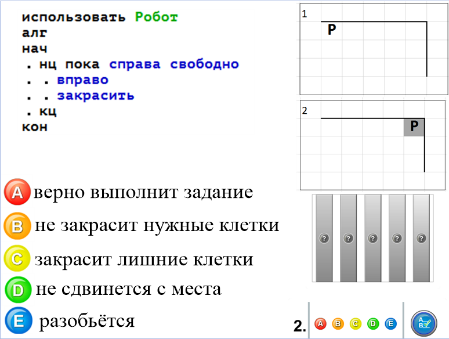 использовать Робот
алг
нач
. нц пока справа свободно
. . вправо
. . закрасить
. кц
кон
1
Р
2
Р
A верно выполнит задание
B не закрасит нужные клетки
C закрасит лишние клетки
D не сдвинется с места
E разобьётся
? ? ? ? ?
2. A B C D E